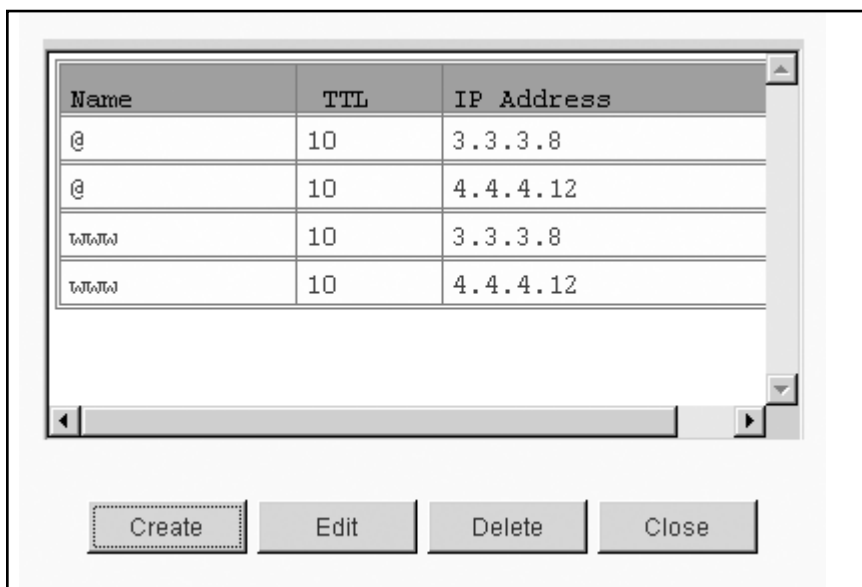 Name TTL IP Address
@ 10 3.3.3.8
@ 10 4.4.4.12
www 10 3.3.3.8
www 10 4.4.4.12
Create Edit Delete Close